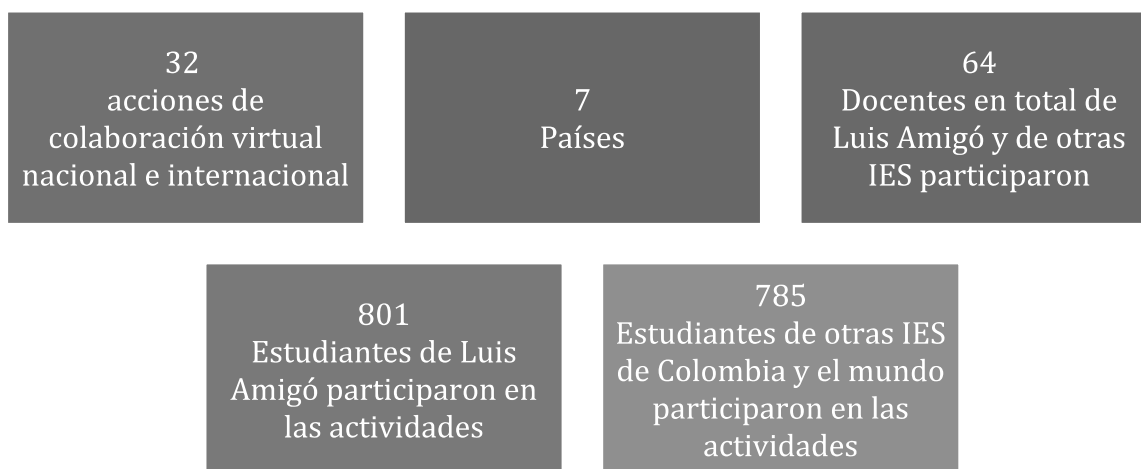 32
acciones de
colaboración virtual
nacional e internacional
7
Países
64
Docentes en total de
Luis Amigó y de otras
IES participaron
801
Estudiantes de Luis
Amigó participaron en
las actividades
785
Estudiantes de otras IES
de Colombia y el mundo
participaron en las
actividades